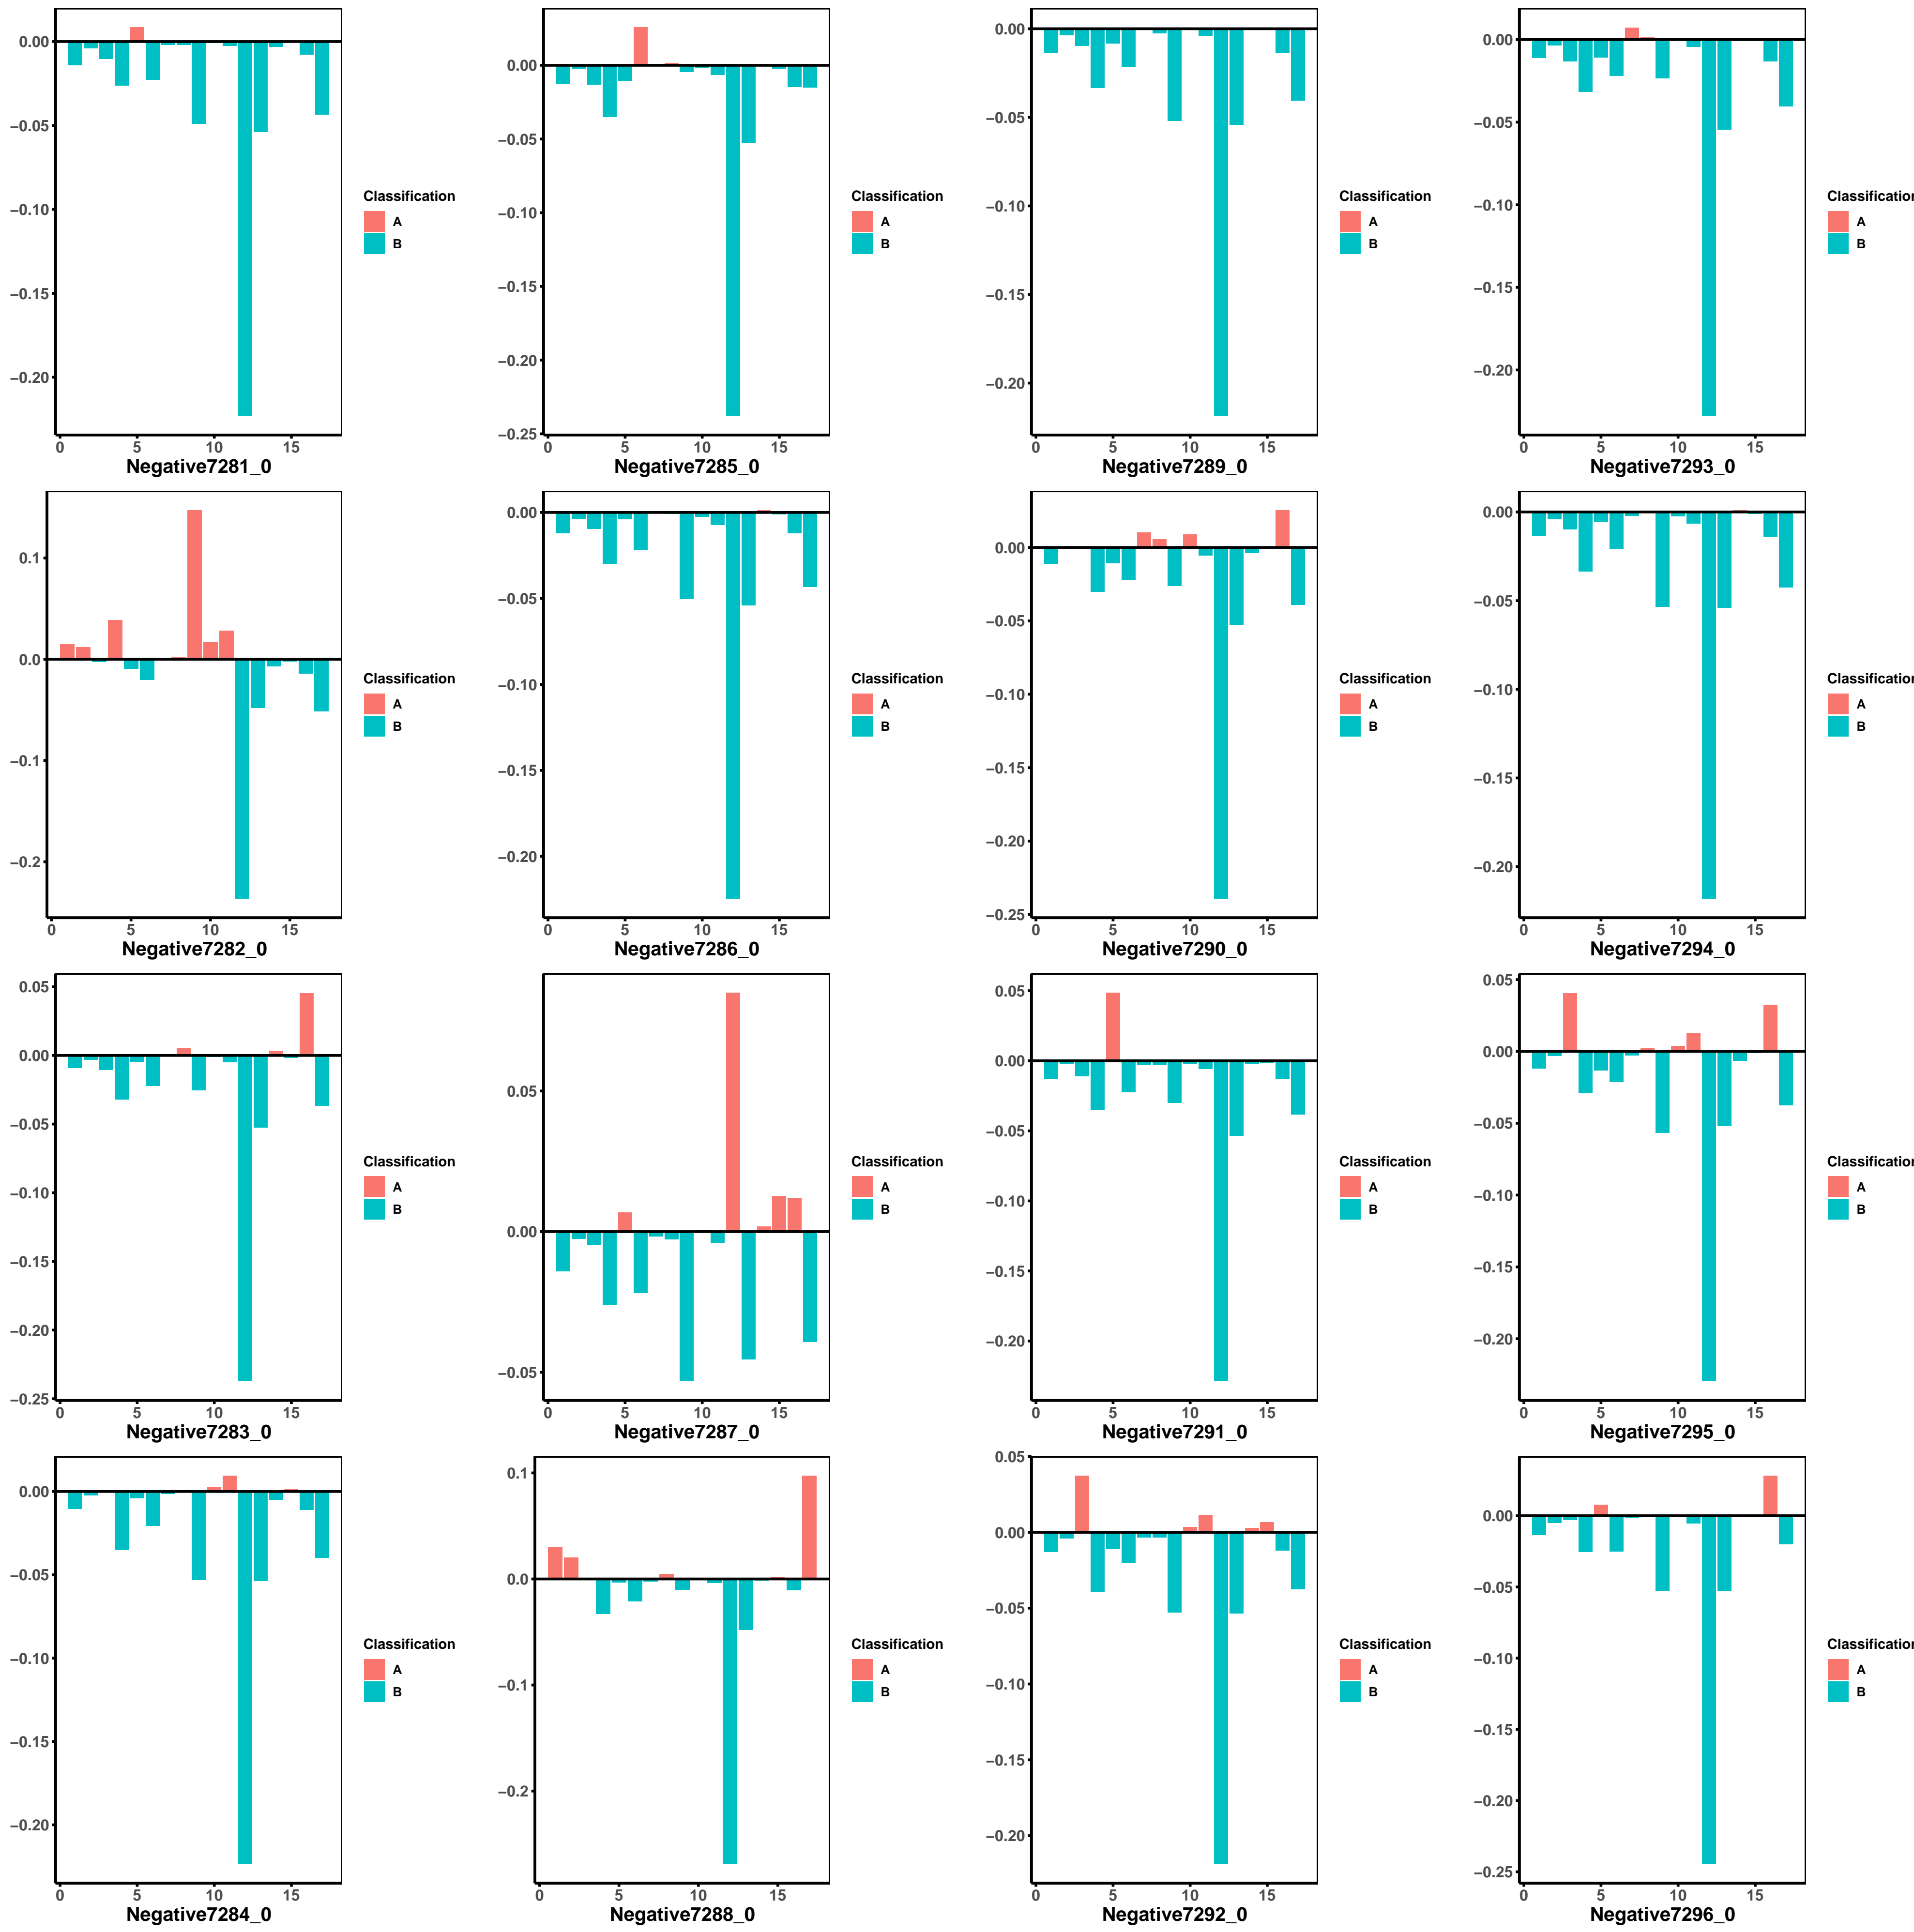 0.00
−0.05
−0.10
−0.15
−0.20
0 5 10 15
Negative7281_0
Classification
A
B
0.00
−0.05
−0.10
−0.15
−0.20
−0.25
0 5 10 15
Negative7285_0
Classification
A
B
0.00
−0.05
−0.10
−0.15
−0.20
0 5 10 15
Negative7289_0
Classification
A
B
0.00
−0.05
−0.10
−0.15
−0.20
0 5 10 15
Negative7293_0
Classification
A
B
0.1
0.0
−0.1
−0.2
0 5 10 15
Negative7282_0
Classification
A
B
0.00
−0.05
−0.10
−0.15
−0.20
0 5 10 15
Negative7286_0
Classification
A
B
0.00
−0.05
−0.10
−0.15
−0.20
−0.25
0 5 10 15
Negative7290_0
Classification
A
B
0.00
−0.05
−0.10
−0.15
−0.20
0 5 10 15
Negative7294_0
Classification
A
B
0.05
0.00
−0.05
−0.10
−0.15
−0.20
−0.25
0 5 10 15
Negative7283_0
Classification
A
B
0.05
0.00
−0.05
0 5 10 15
Negative7287_0
Classification
A
B
0.05
0.00
−0.05
−0.10
−0.15
−0.20
0 5 10 15
Negative7291_0
Classification
A
B
0.05
0.00
−0.05
−0.10
−0.15
−0.20
0 5 10 15
Negative7295_0
Classification
A
B
0.00
−0.05
−0.10
−0.15
−0.20
0 5 10 15
Negative7284_0
Classification
A
B
0.1
0.0
−0.1
−0.2
0 5 10 15
Negative7288_0
Classification
A
B
0.05
0.00
−0.05
−0.10
−0.15
−0.20
0 5 10 15
Negative7292_0
Classification
A
B
0.00
−0.05
−0.10
−0.15
−0.20
−0.25
0 5 10 15
Negative7296_0
Classification
A
B